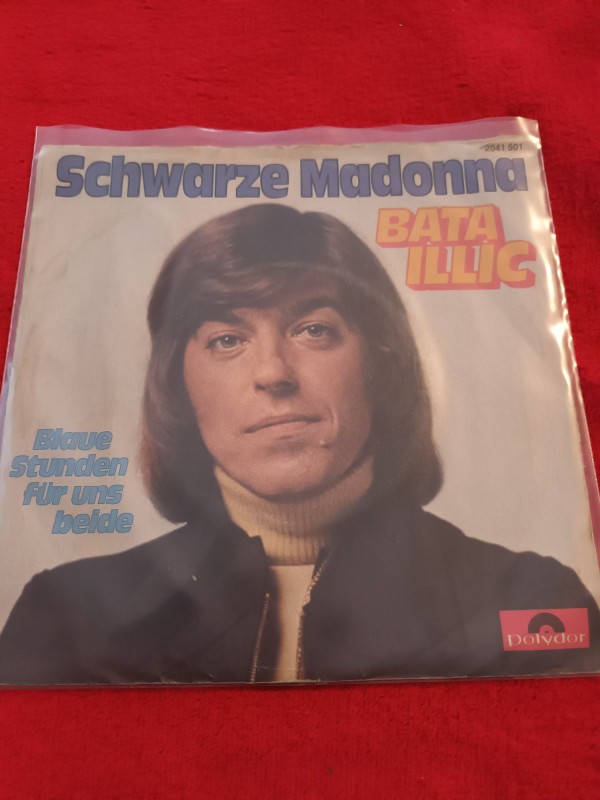 2041 501
Schwarze Madonna
BATA
ILLIC
Blaue
Stunden
für uns
beide
Polydor